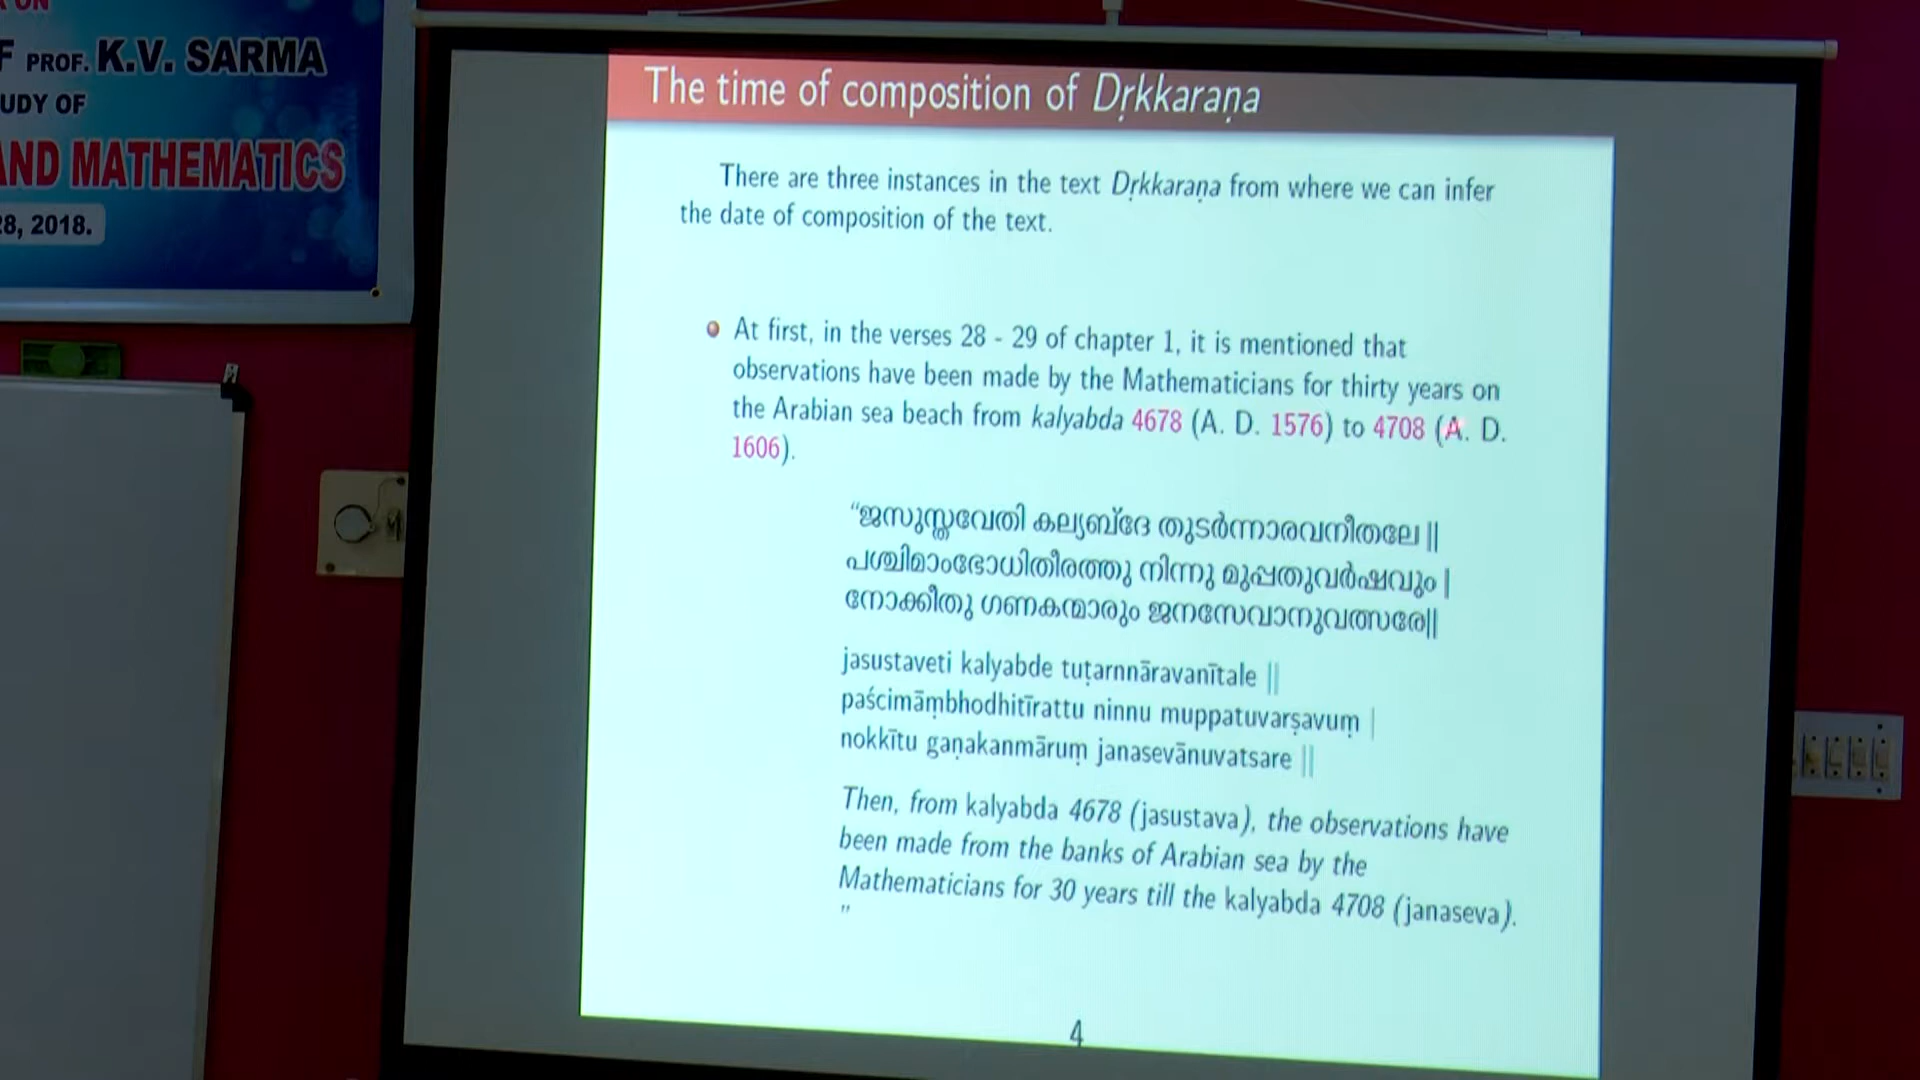 F PROF. K.V. SARMA
UDY OF
AND MATHEMATICS
28, 2018.
The time of composition of Dṛkkaraṇa
There are three instances in the text Dṛkkaraṇa from where we can infer
the date of composition of the text.
At first, in the verses 28 - 29 of chapter 1, it is mentioned that
observations have been made by the Mathematicians for thirty years on
the Arabian sea beach from kalyabda 4678 (A. D. 1576) to 4708 (A. D.
1606).
“ജസുസ്തവേതി കല്യബ്ദേ തുടർന്നാരവനീതലേ ||
പശ്ചിമാംഭോധിതീരത്തു നിന്നു മുപ്പതുവർഷവും |
നോക്കീതു ഗണകന്മാരും ജനസേവാനുവത്സരേ||
jasustaveti kalyabde tuṭarnnāravanītale ||
paścimāṃbhodhitīrattu ninnu muppatuvarṣavuṃ |
nokkītu gaṇakanmāruṃ janasevānuvatsare ||
Then, from kalyabda 4678 (jasustava), the observations have
been made from the banks of Arabian sea by the
Mathematicians for 30 years till the kalyabda 4708 (janaseva).
”
4